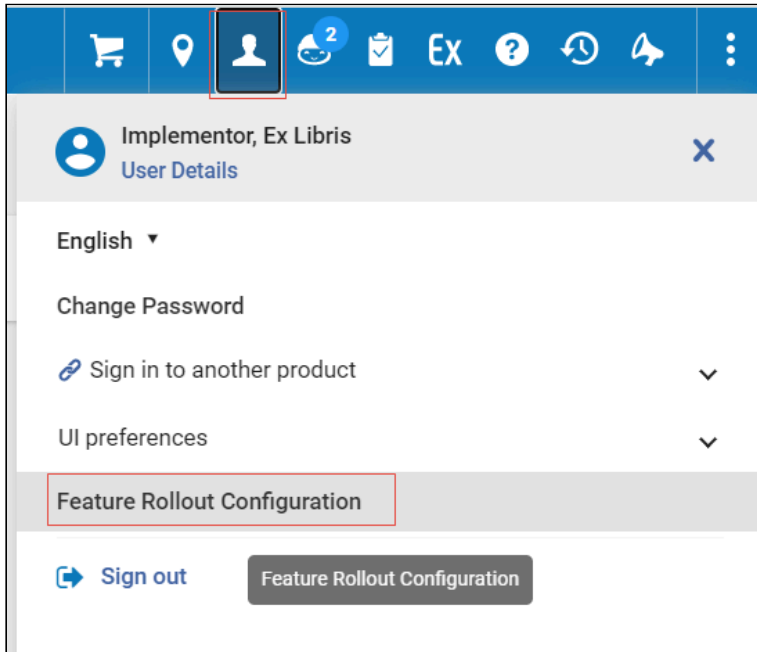 2
Ex
?
Implementor, Ex Libris
User Details
English
Change Password
Sign in to another product
UI preferences
Feature Rollout Configuration
Sign out
Feature Rollout Configuration